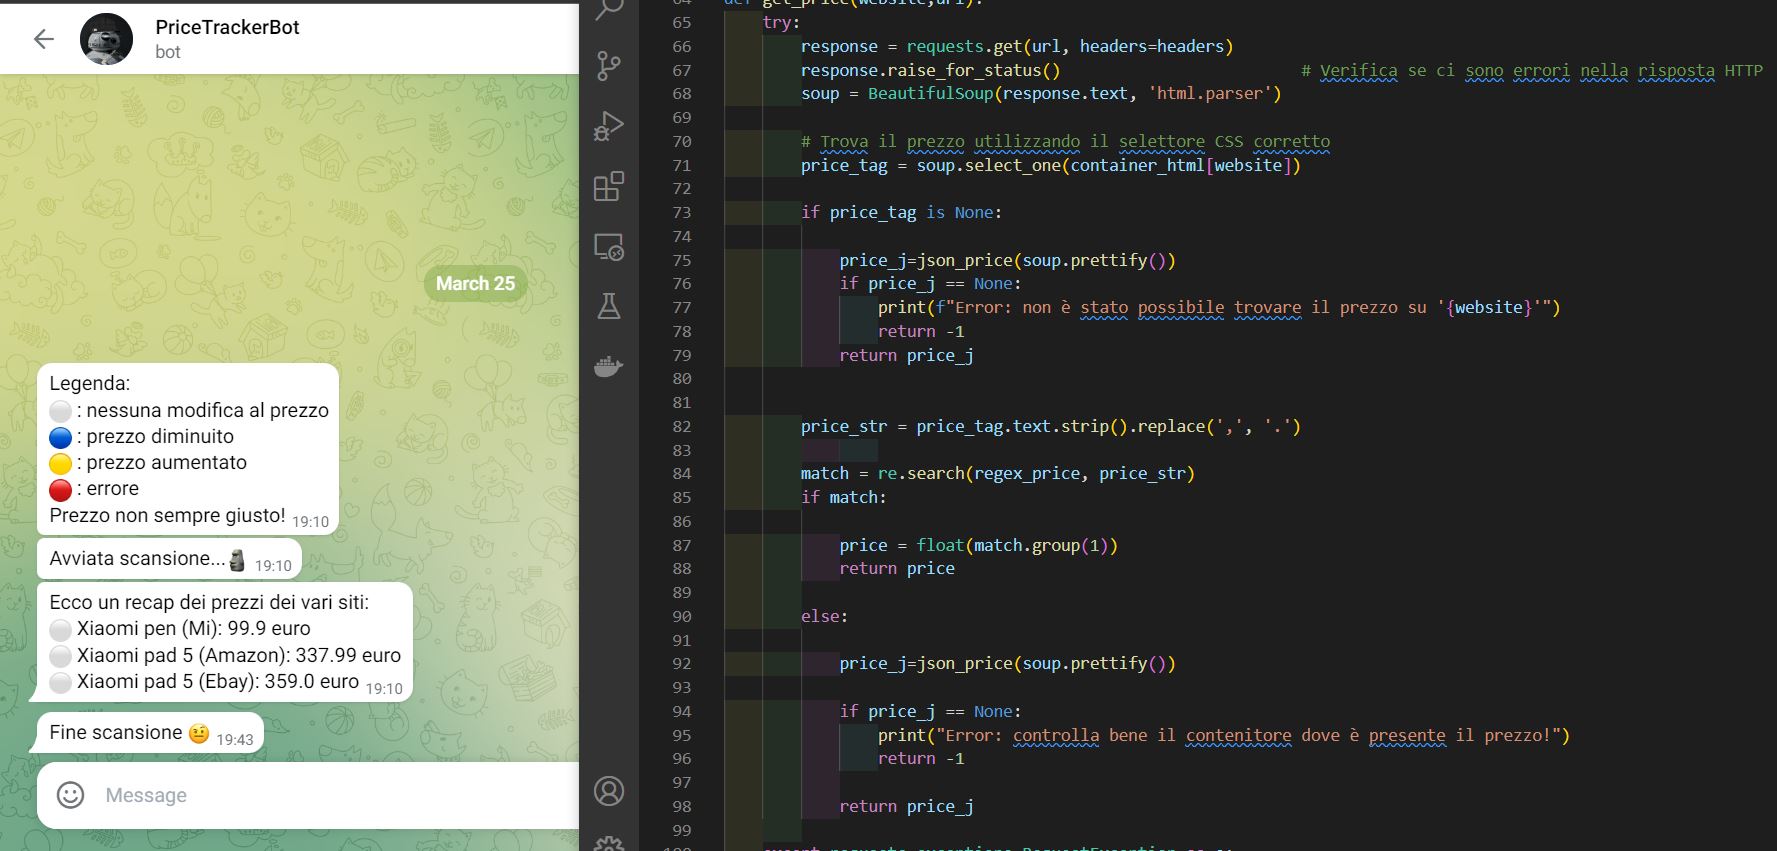 PriceTrackerBot
bot
March 25
Legenda:
⚪ : nessuna modifica al prezzo
🔵 : prezzo diminuito
🟡 : prezzo aumentato
🔴 : errore
Prezzo non sempre giusto! 19:10
Avviata scansione...🗿 19:10
Ecco un recap dei prezzi dei vari siti:
⚪ Xiaomi pen (Mi): 99.9 euro
⚪ Xiaomi pad 5 (Amazon): 337.99 euro
⚪ Xiaomi pad 5 (Ebay): 359.0 euro 19:10
Fine scansione 🤨 19:43
Message
64 def get_price(website,url):
65 try:
66 response = requests.get(url, headers=headers)
67 response.raise_for_status() # Verifica se ci sono errori nella risposta HTTP
68 soup = BeautifulSoup(response.text, 'html.parser')
69
70 # Trova il prezzo utilizzando il selettore CSS corretto
71 price_tag = soup.select_one(container_html[website])
72
73 if price_tag is None:
74
75 price_j=json_price(soup.prettify())
76 if price_j == None:
77 print(f"Error: non è stato possibile trovare il prezzo su '{website}'")
78 return -1
79 return price_j
80
81
82 price_str = price_tag.text.strip().replace(',', '.')
83
84 match = re.search(regex_price, price_str)
85 if match:
86
87 price = float(match.group(1))
88 return price
89
90 else:
91
92 price_j=json_price(soup.prettify())
93
94 if price_j == None:
95 print("Error: controlla bene il contenitore dove è presente il prezzo!")
96 return -1
97
98 return price_j
99
100 except requests.exceptions.RequestException as e: